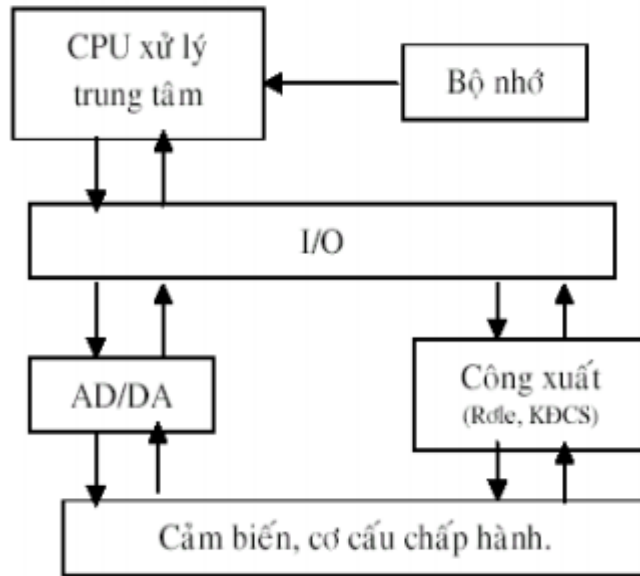 CPU xử lý
trung tâm
Bộ nhớ
I/O
AD/DA
Công xuất
(Rơle, KĐCS)
Cảm biến, cơ cấu chấp hành.